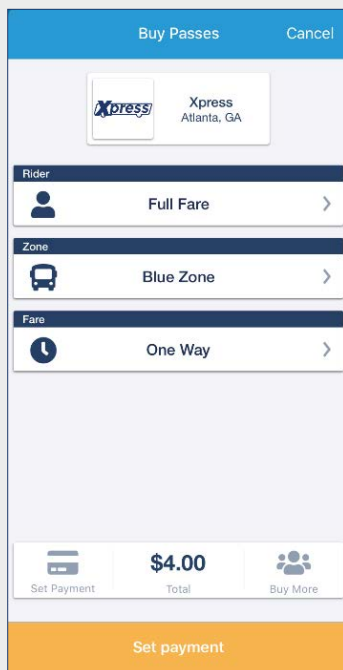 Buy Passes Cancel
Xpress
Xpress
Atlanta, GA
Rider
Full Fare
Zone
Blue Zone
Fare
One Way
$4.00
Set Payment Total Buy More
Set payment